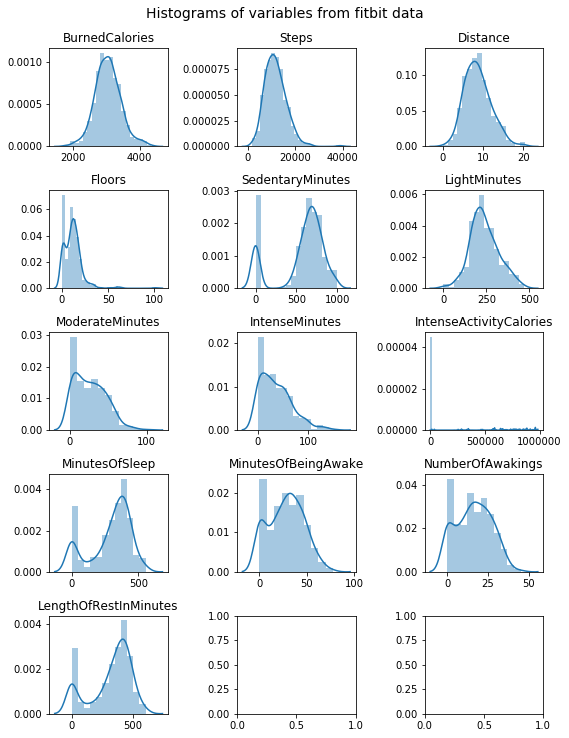 Histograms of variables from fitbit data
BurnedCalories
Steps
Distance
0.0010
0.0005
0.0000
2000 4000
0.000075
0.000050
0.000025
0.000000
0 20000 40000
0.10
0.05
0.00
0 10 20
Floors
SedentaryMinutes
LightMinutes
0.06
0.04
0.02
0.00
0 50 100
0.003
0.002
0.001
0.000
0 500 1000
0.006
0.004
0.002
0.000
0 250 500
ModerateMinutes
IntenseMinutes
IntenseActivityCalories
0.03
0.02
0.01
0.00
0 100
0.02
0.01
0.00
0 100
0.00004
0.00002
0.00000
0 500000 1000000
MinutesOfSleep
MinutesOfBeingAwake
NumberOfAwakings
0.004
0.002
0.000
0 500
0.02
0.01
0.00
0 50 100
0.04
0.02
0.00
0 25 50
LengthOfRestInMinutes
0.004
0.002
0.000
0 500
1.00
0.75
0.50
0.25
0.00
0.0 0.5 1.0
1.00
0.75
0.50
0.25
0.00
0.0 0.5 1.0